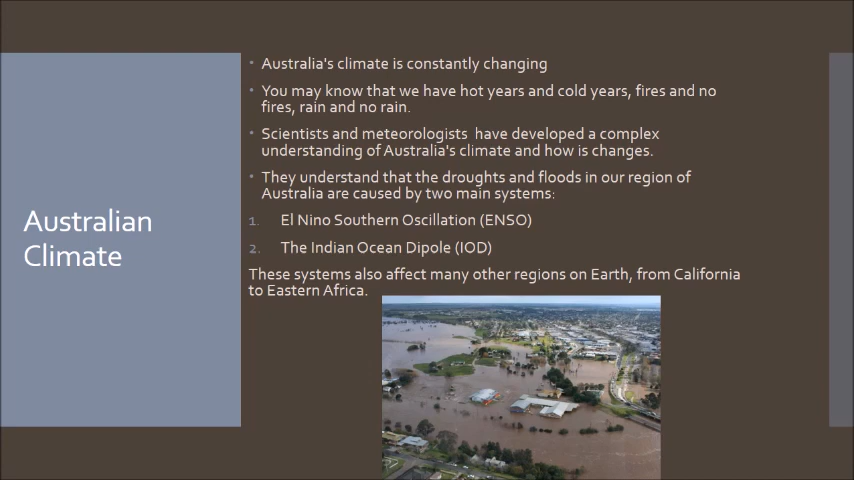 Australian
Climate
• Australia's climate is constantly changing
• You may know that we have hot years and cold years, fires and no
fires, rain and no rain.
• Scientists and meteorologists  have developed a complex
understanding of Australia's climate and how is changes.
• They understand that the droughts and floods in our region of
Australia are caused by two main systems:
1. El Nino Southern Oscillation (ENSO)
2. The Indian Ocean Dipole (IOD)
These systems also affect many other regions on Earth, from California
to Eastern Africa.